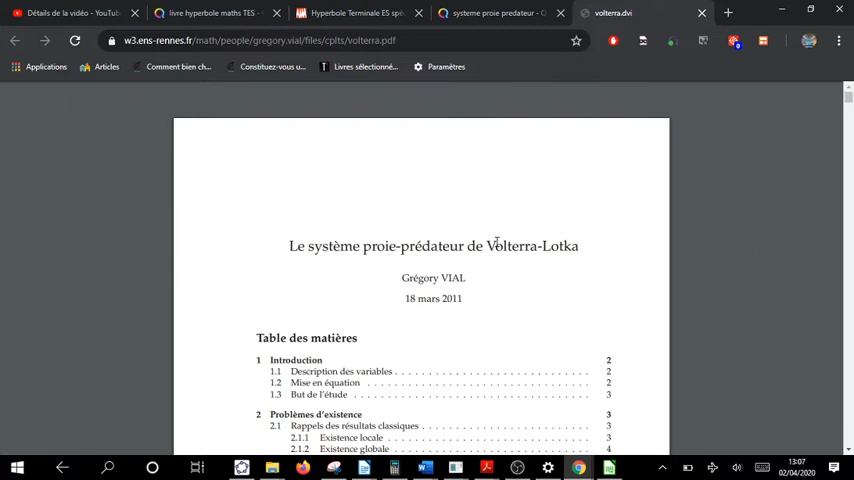 Détails de la vidéo - YouTub
livre hyperbole maths TES -
Hyperbole Terminale ES spé
systeme proie predateur - Q
volterra.dvi
w3.ens-rennes.fr/math/people/gregory.vial/files/cplts/volterra.pdf
Applications
Articles
Comment bien ch...
Constituez-vous u...
Livres sélectionné...
Paramètres
Le système proie-prédateur de Volterra-Lotka
Grégory VIAL
18 mars 2011
Table des matières
1 Introduction 2
1.1 Description des variables . . . . . . . . . . . . . . . . . . . . . . . . . 2
1.2 Mise en équation . . . . . . . . . . . . . . . . . . . . . . . . . . . . . 2
1.3 But de l'étude . . . . . . . . . . . . . . . . . . . . . . . . . . . . . . 3
2 Problèmes d'existence 3
2.1 Rappels des résultats classiques . . . . . . . . . . . . . . . . . . . . . 3
2.1.1 Existence locale . . . . . . . . . . . . . . . . . . . . . . . . . . 3
2.1.2 Existence globale . . . . . . . . . . . . . . . . . . . . . . . . . 4
13:07
02/04/2020